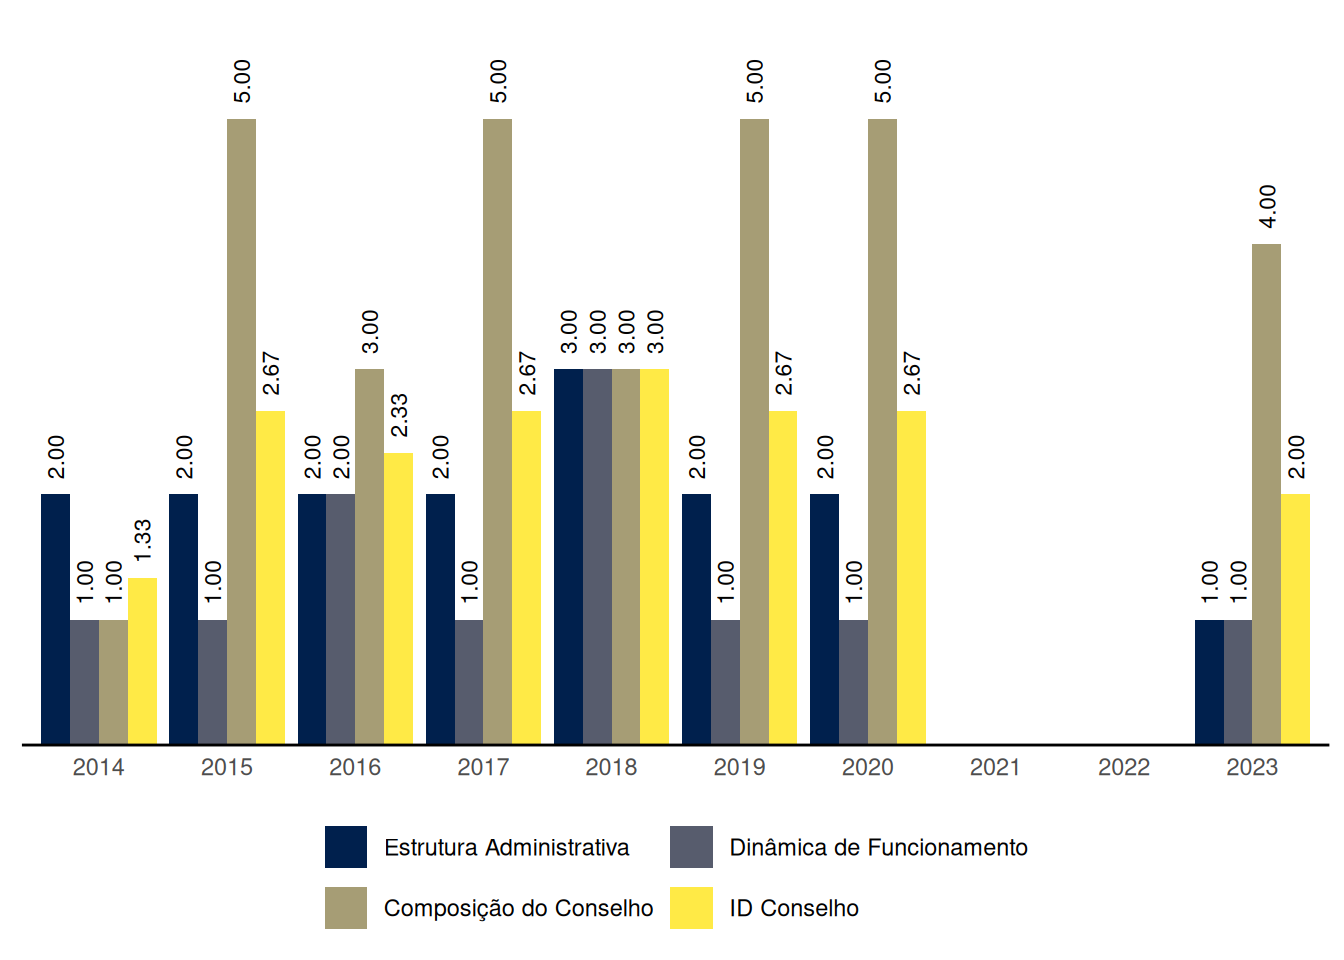 2.00 1.00 1.00 1.33
2.00 1.00 5.00 2.67
2.00 2.00 3.00 2.33
2.00 1.00 5.00 2.67
3.00 3.00 3.00 3.00
2.00 1.00 5.00 2.67
2.00 1.00 5.00 2.67
1.00 1.00 4.00 2.00
2014 2015 2016 2017 2018 2019 2020 2021 2022 2023
Estrutura Administrativa Dinâmica de Funcionamento
Composição do Conselho ID Conselho